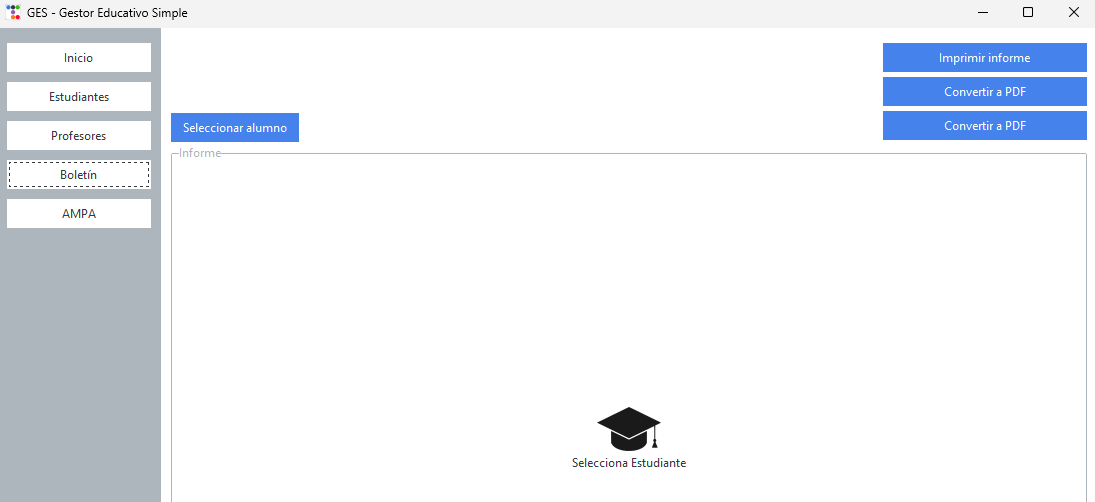 GES - Gestor Educativo Simple
Inicio
Estudiantes
Profesores
Boletín
AMPA
Imprimir informe
Convertir a PDF
Convertir a PDF
Seleccionar alumno
Informe
Selecciona Estudiante